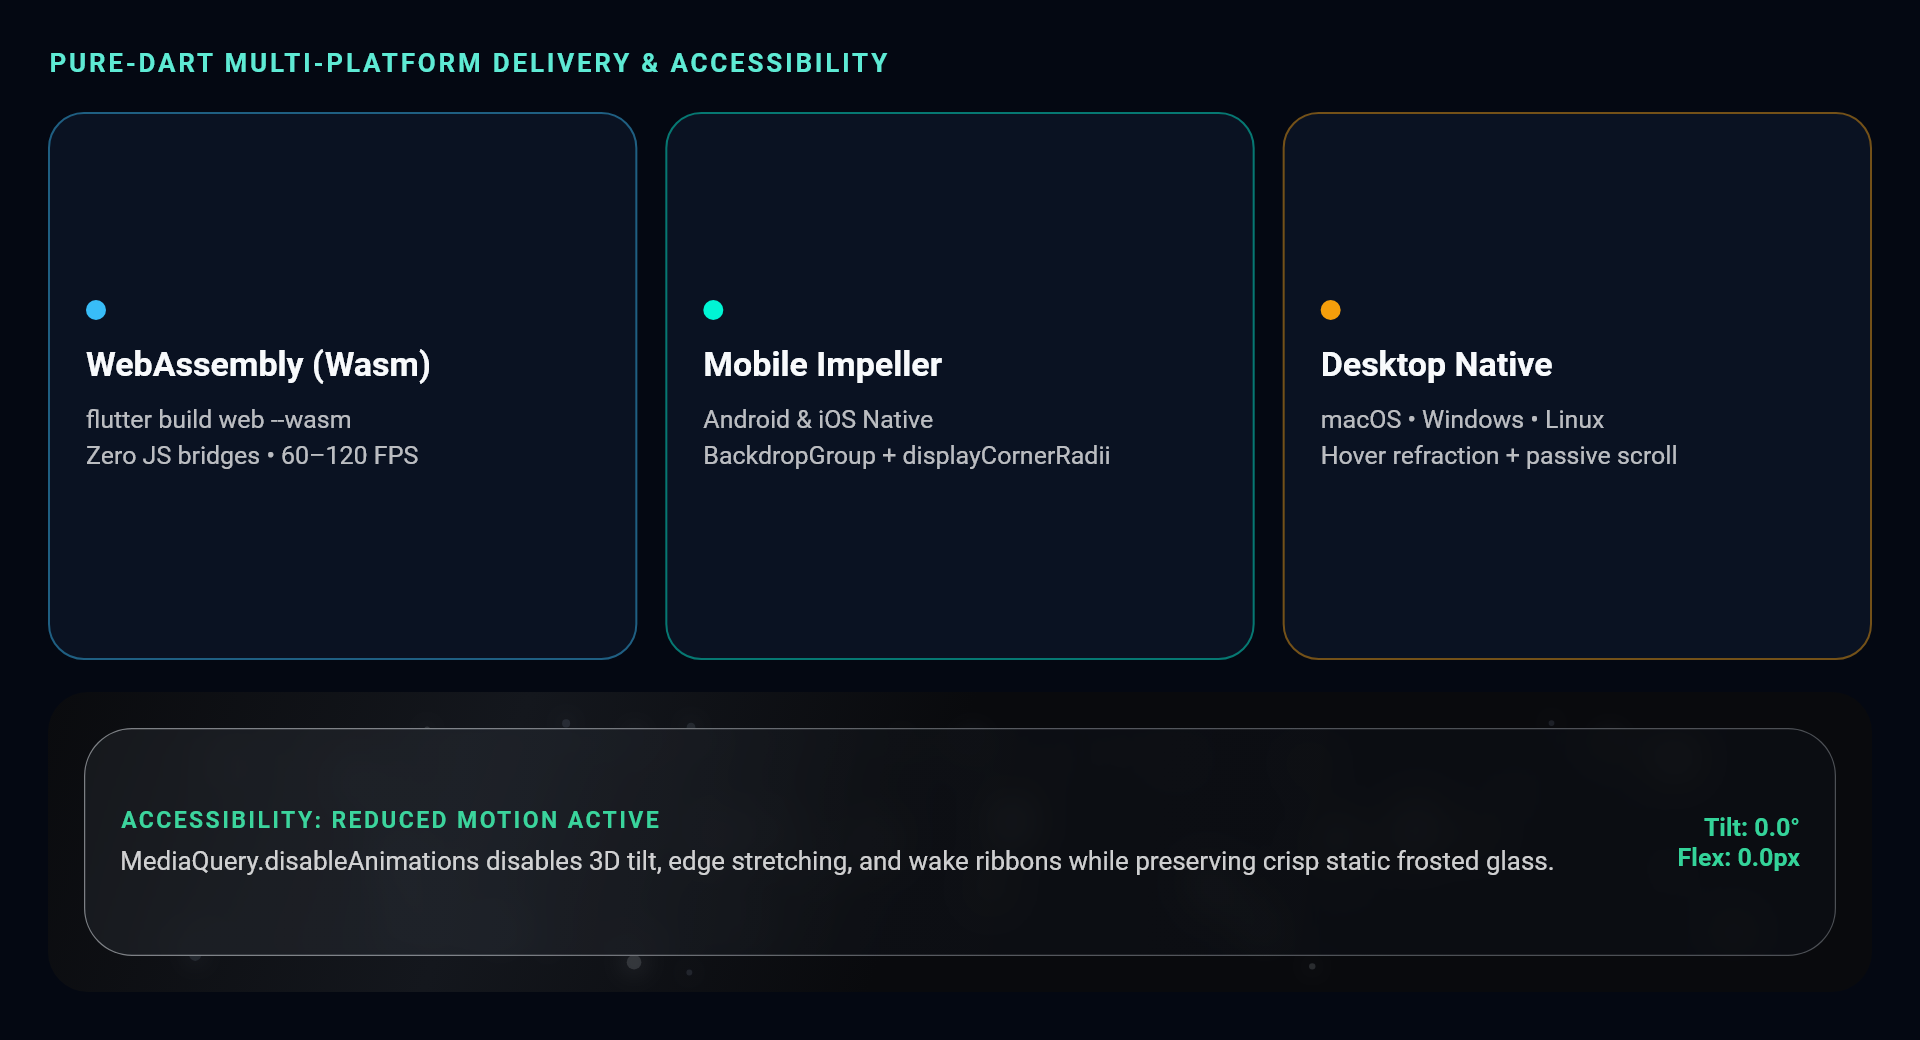 PURE-DART MULTI-PLATFORM DELIVERY & ACCESSIBILITY
WebAssembly (Wasm)
flutter build web --wasm
Zero JS bridges • 60–120 FPS
Mobile Impeller
Android & iOS Native
BackdropGroup + displayCornerRadii
Desktop Native
macOS • Windows • Linux
Hover refraction + passive scroll
ACCESSIBILITY: REDUCED MOTION ACTIVE
MediaQuery.disableAnimations disables 3D tilt, edge stretching, and wake ribbons while preserving crisp static frosted glass.
Tilt: 0.0°
Flex: 0.0px